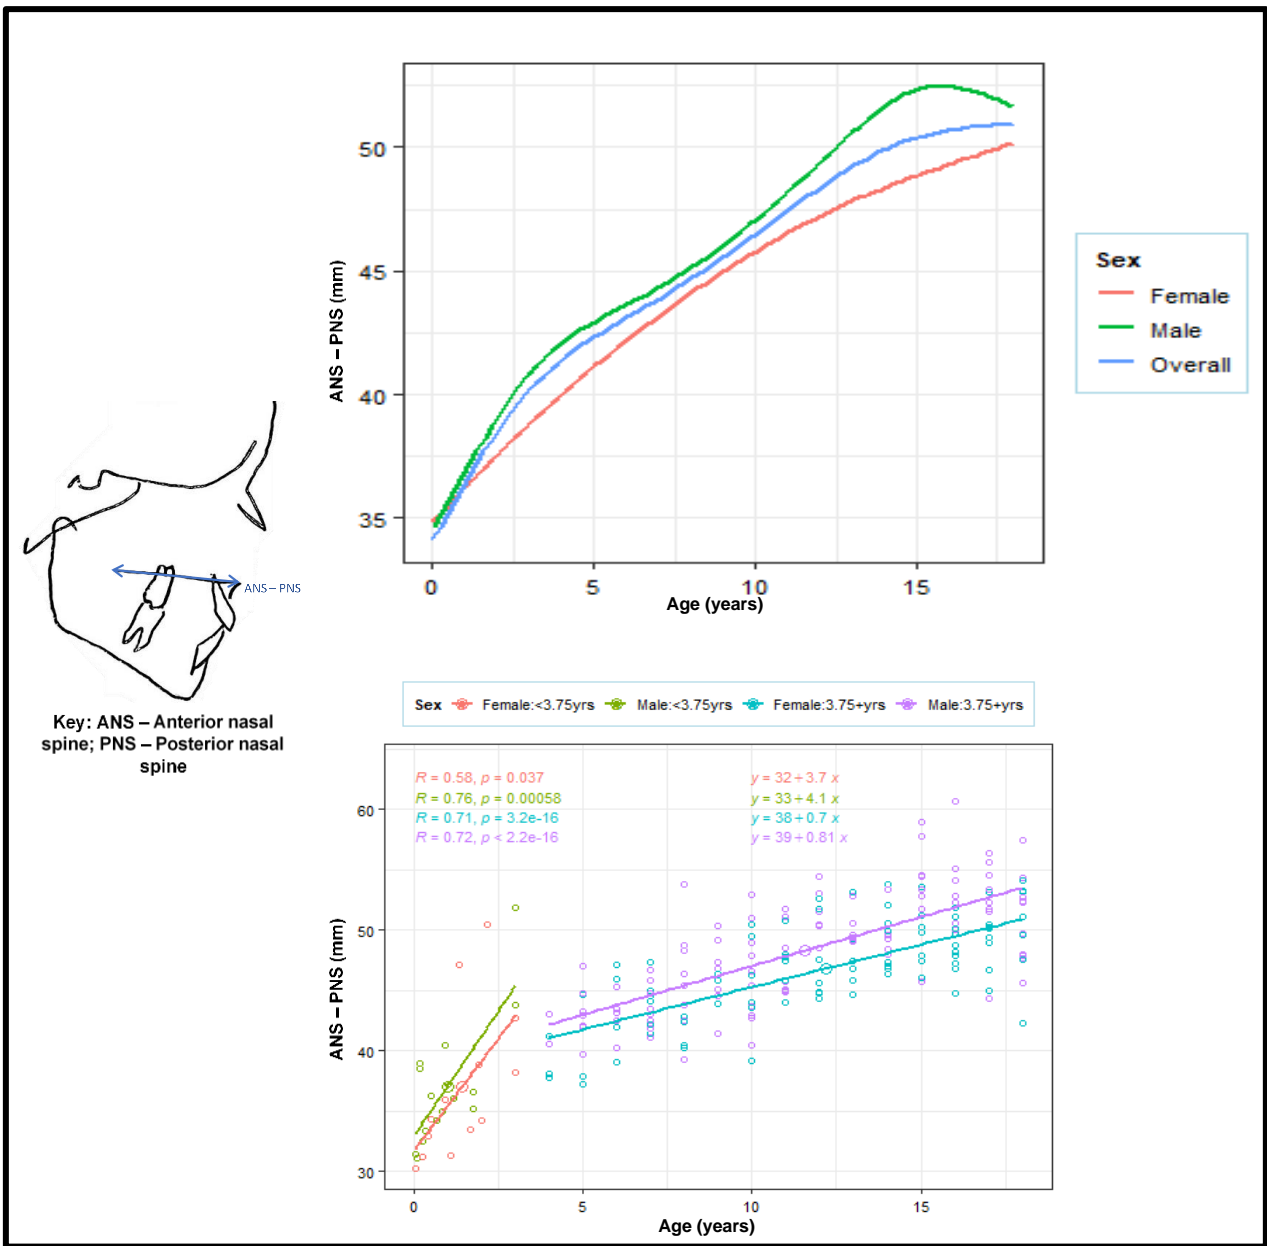 50
45
40
35
ANS – PNS (mm)
0 5 10 15
Age (years)
Sex
Female
Male
Overall
ANS – PNS
Key: ANS – Anterior nasal
spine; PNS – Posterior nasal
spine
Sex Female:<3.75yrs Male:<3.75yrs Female:3.75+yrs Male:3.75+yrs
R = 0.58, p = 0.037 y = 32 + 3.7 x
R = 0.76, p = 0.00058 y = 33 + 4.1 x
R = 0.71, p = 3.2e-16 y = 38 + 0.7 x
R = 0.72, p < 2.2e-16 y = 39 + 0.81 x
60
50
40
30
ANS – PNS (mm)
0 5 10 15
Age (years)